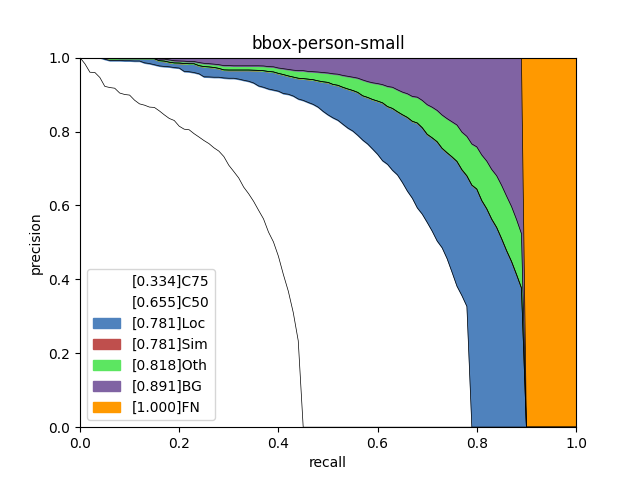 bbox-person-small
1.0
0.8
0.6
0.4
0.2
0.0
precision
[0.334]C75
[0.655]C50
[0.781]Loc
[0.781]Sim
[0.818]Oth
[0.891]BG
[1.000]FN
0.0 0.2 0.4 0.6 0.8 1.0
recall